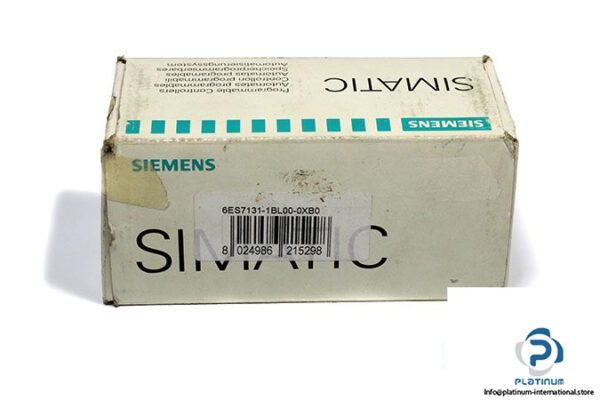 SIEMENS
SIMATIC
Programmable Controllers
Automates programmables
Controllori programmabili
Autómatas programables
Speicherprogrammierbares
Automatisierungssystem
SIEMENS
6ES7131-1BL00-0XB0
8 024986 215298
SIMATIC
PLATINUM
Info@platinum-international.store